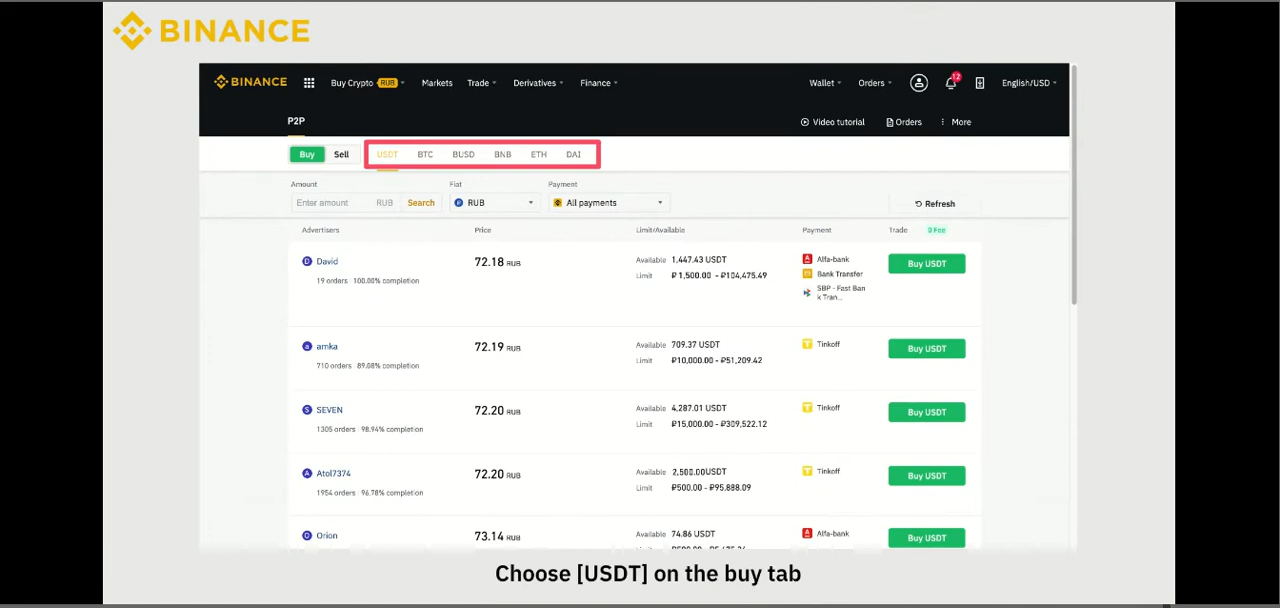 BINANCE
BINANCE Buy Crypto RUB Markets Trade Derivatives Finance Wallet Orders 12 English/USD
P2P Video tutorial Orders More
Buy Sell USDT BTC BUSD BNB ETH DAI
Amount Fiat Payment
Enter amount RUB Search RUB All payments Refresh
Advertisers Price Limit/Available Payment Trade 0 Fee
D David 72.18 RUB Available 1,447.43 USDT Alfa-bank Buy USDT
19 orders 100.00% completion Limit ₽ 1,500.00 - ₽104,475.49 Bank Transfer
SBP - Fast Ban
k Tran...
a amka 72.19 RUB Available 709.37 USDT Tinkoff Buy USDT
710 orders 89.08% completion Limit ₽10,000.00 - ₽51,209.42
S SEVEN 72.20 RUB Available 4,287.01 USDT Tinkoff Buy USDT
1305 orders 98.94% completion Limit ₽15,000.00 - ₽309,522.12
A Atol7374 72.20 RUB Available 2,500.00USDT Tinkoff Buy USDT
1954 orders 96.78% completion Limit ₽500.00 - ₽95,888.09
O Orion 73.14 RUB Available 74.86 USDT Alfa-bank Buy USDT
Choose [USDT] on the buy tab